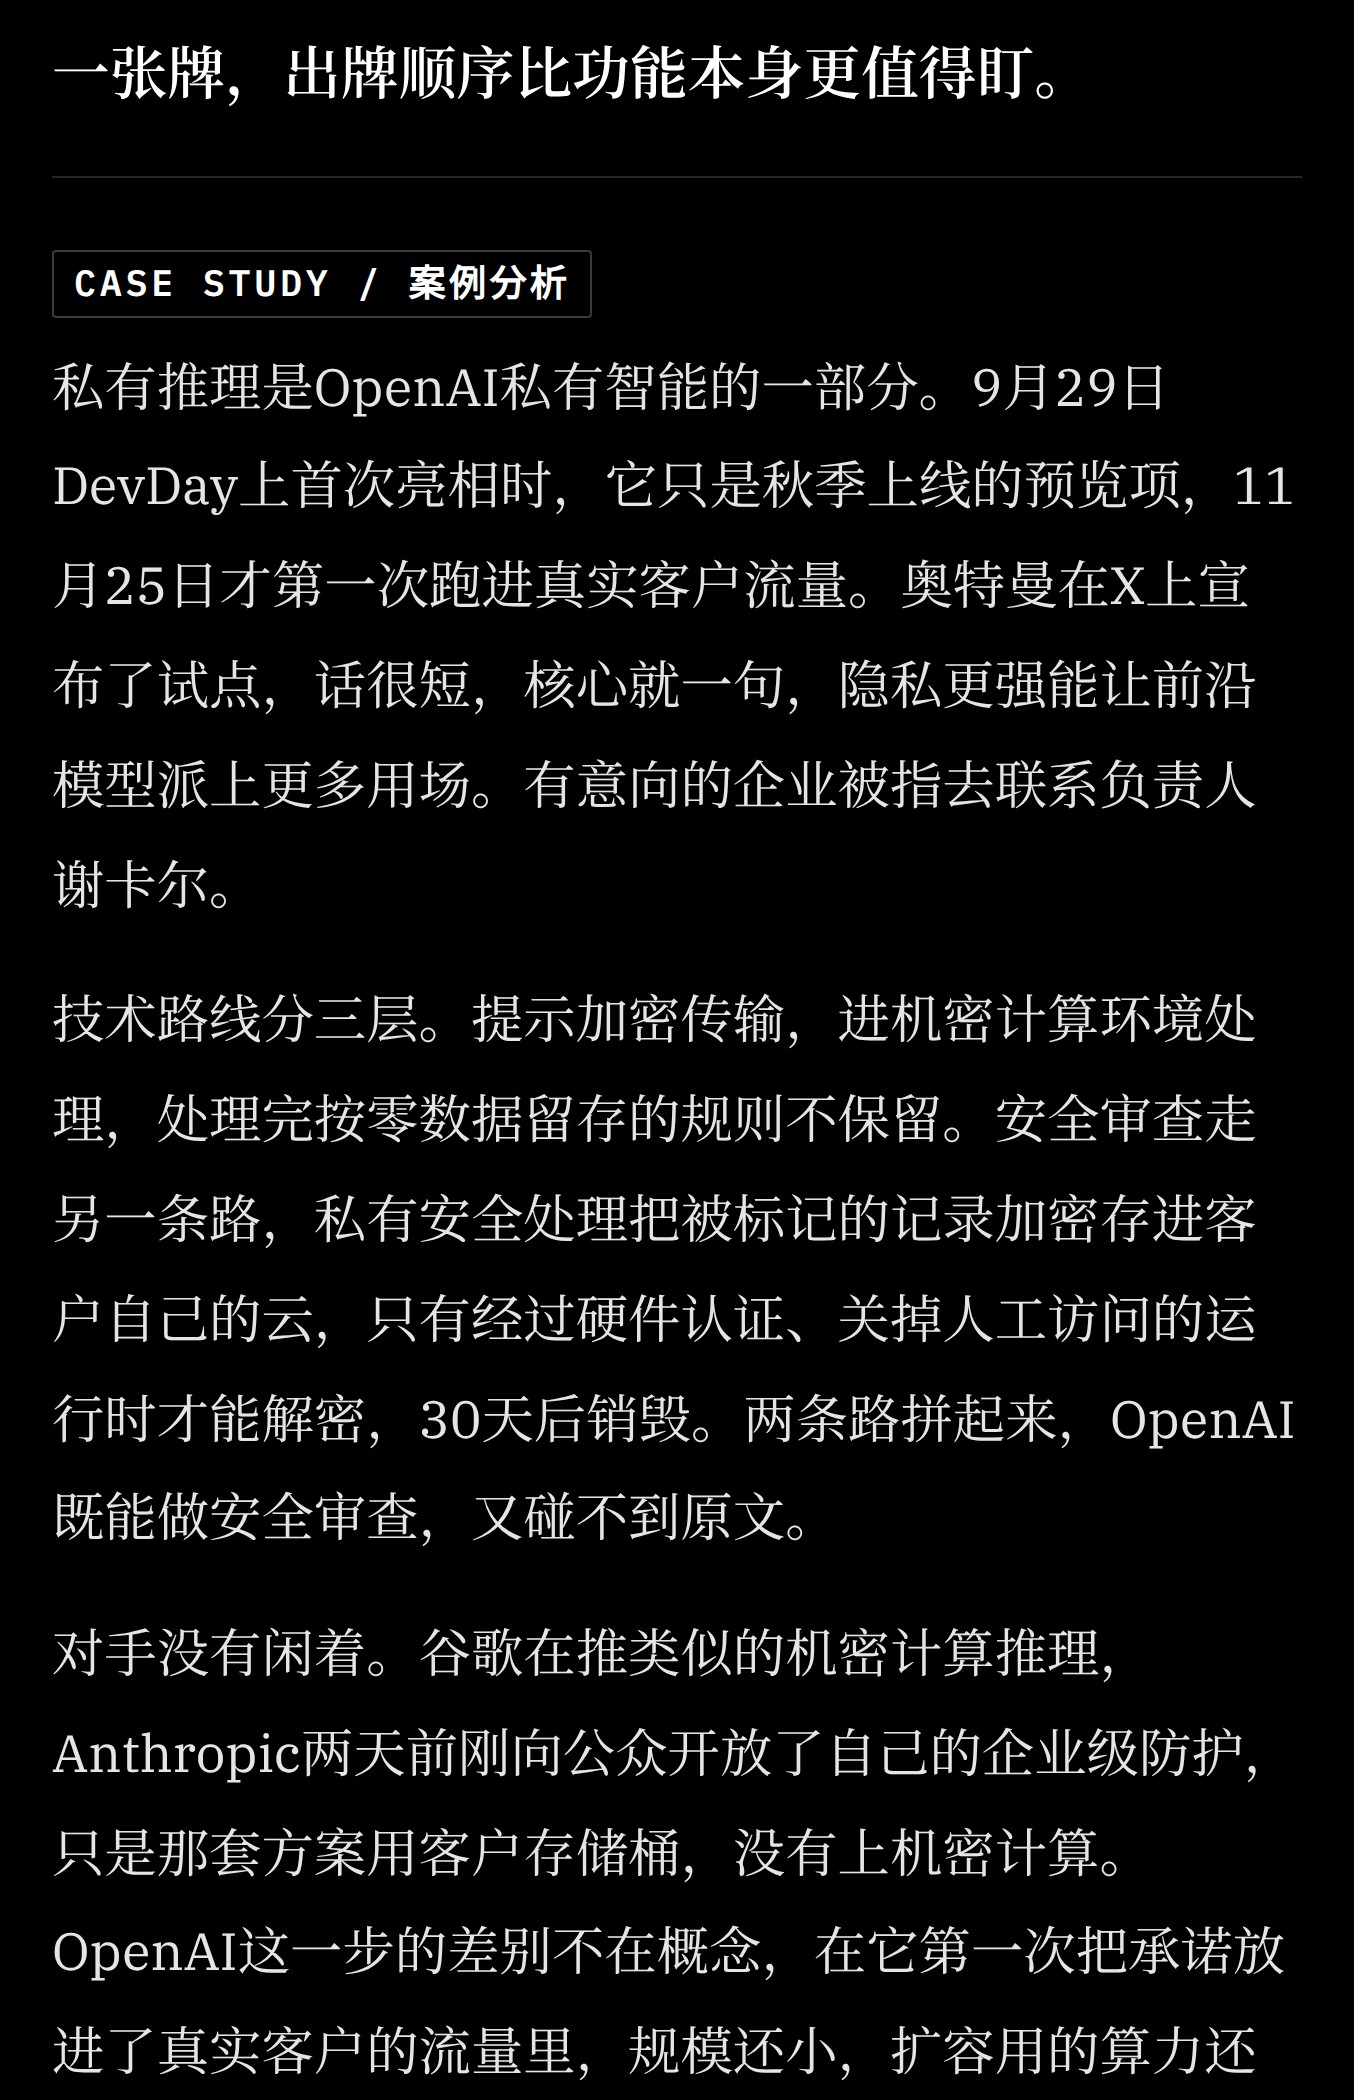 一张牌，出牌顺序比功能本身更值得盯。
CASE STUDY / 案例分析
私有推理是OpenAI私有智能的一部分。9月29日
DevDay上首次亮相时，它只是秋季上线的预览项，11
月25日才第一次跑进真实客户流量。奥特曼在X上宣
布了试点，话很短，核心就一句，隐私更强能让前沿
模型派上更多用场。有意向的企业被指去联系负责人
谢卡尔。
技术路线分三层。提示加密传输，进机密计算环境处
理，处理完按零数据留存的规则不保留。安全审查走
另一条路，私有安全处理把被标记的记录加密存进客
户自己的云，只有经过硬件认证、关掉人工访问的运
行时才能解密，30天后销毁。两条路拼起来，OpenAI
既能做安全审查，又碰不到原文。
对手没有闲着。谷歌在推类似的机密计算推理，
Anthropic两天前刚向公众开放了自己的企业级防护，
只是那套方案用客户存储桶，没有上机密计算。
OpenAI这一步的差别不在概念，在它第一次把承诺放
进了真实客户的流量里，规模还小，扩容用的算力还